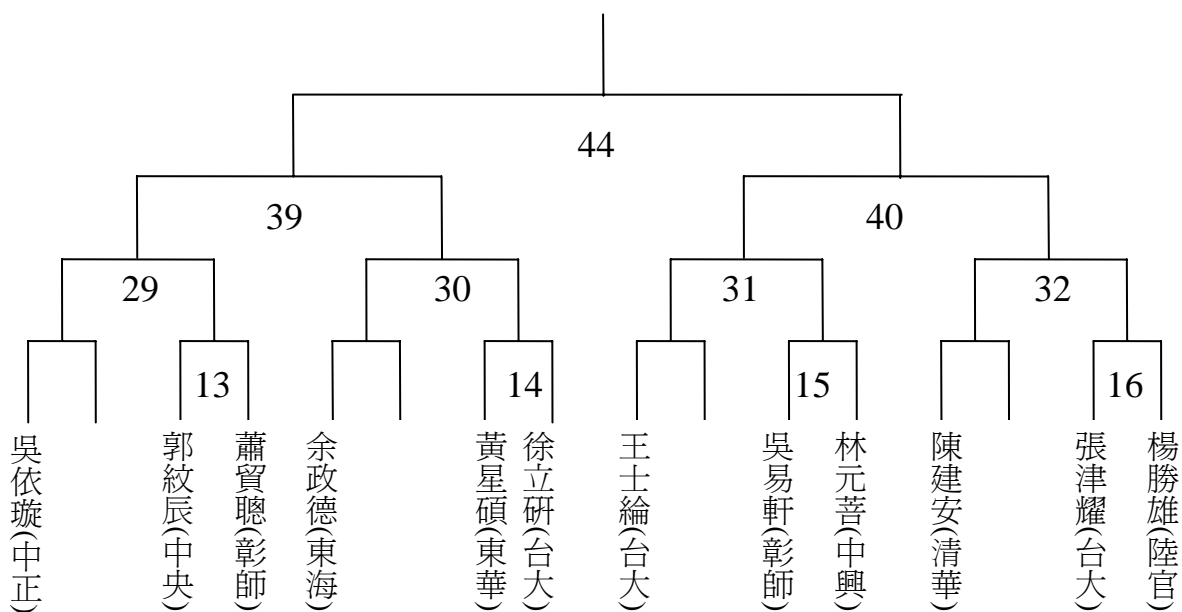 44
39
40
29
30
31
32
13
14
15
16
吳依璇(中正)
郭紋辰(中央)
蕭貿聰(彰師)
余政德(東海)
黃星碩(東華)
徐立研(台大)
王士綸(台大)
吳易軒(彰師)
林元菩(中興)
陳建安(清華)
張津耀(台大)
楊勝雄(陸官)